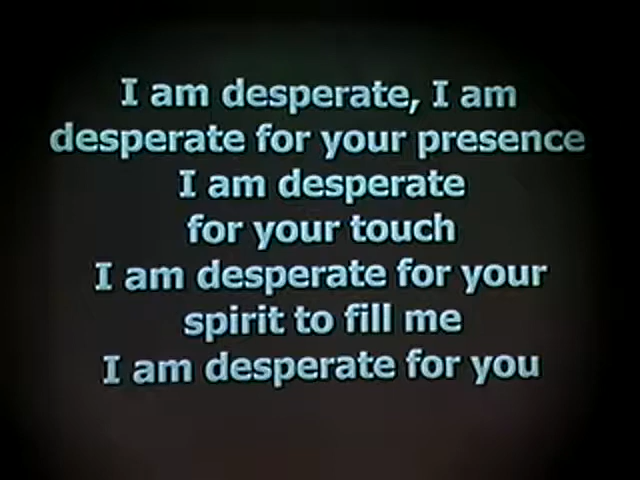 I am desperate, I am
desperate for your presence
I am desperate
for your touch
I am desperate for your
spirit to fill me
I am desperate for you